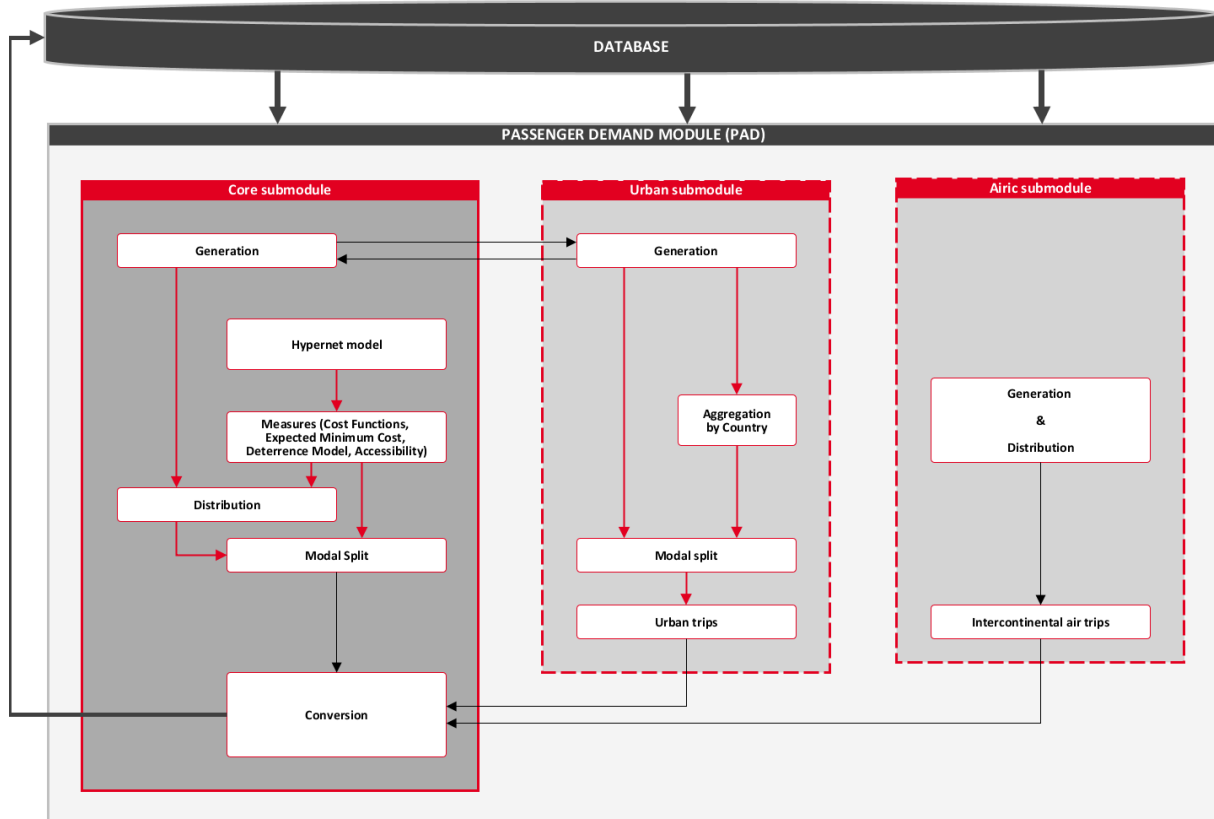 DATABASE
PASSENGER DEMAND MODULE (PAD)
Core submodule
Generation
Hypernet model
Measures (Cost Functions,
Expected Minimum Cost,
Deterrence Model, Accessibility)
Distribution
Modal Split
Conversion
Urban submodule
Generation
Aggregation
by Country
Modal split
Urban trips
Airic submodule
Generation
&
Distribution
Intercontinental air trips